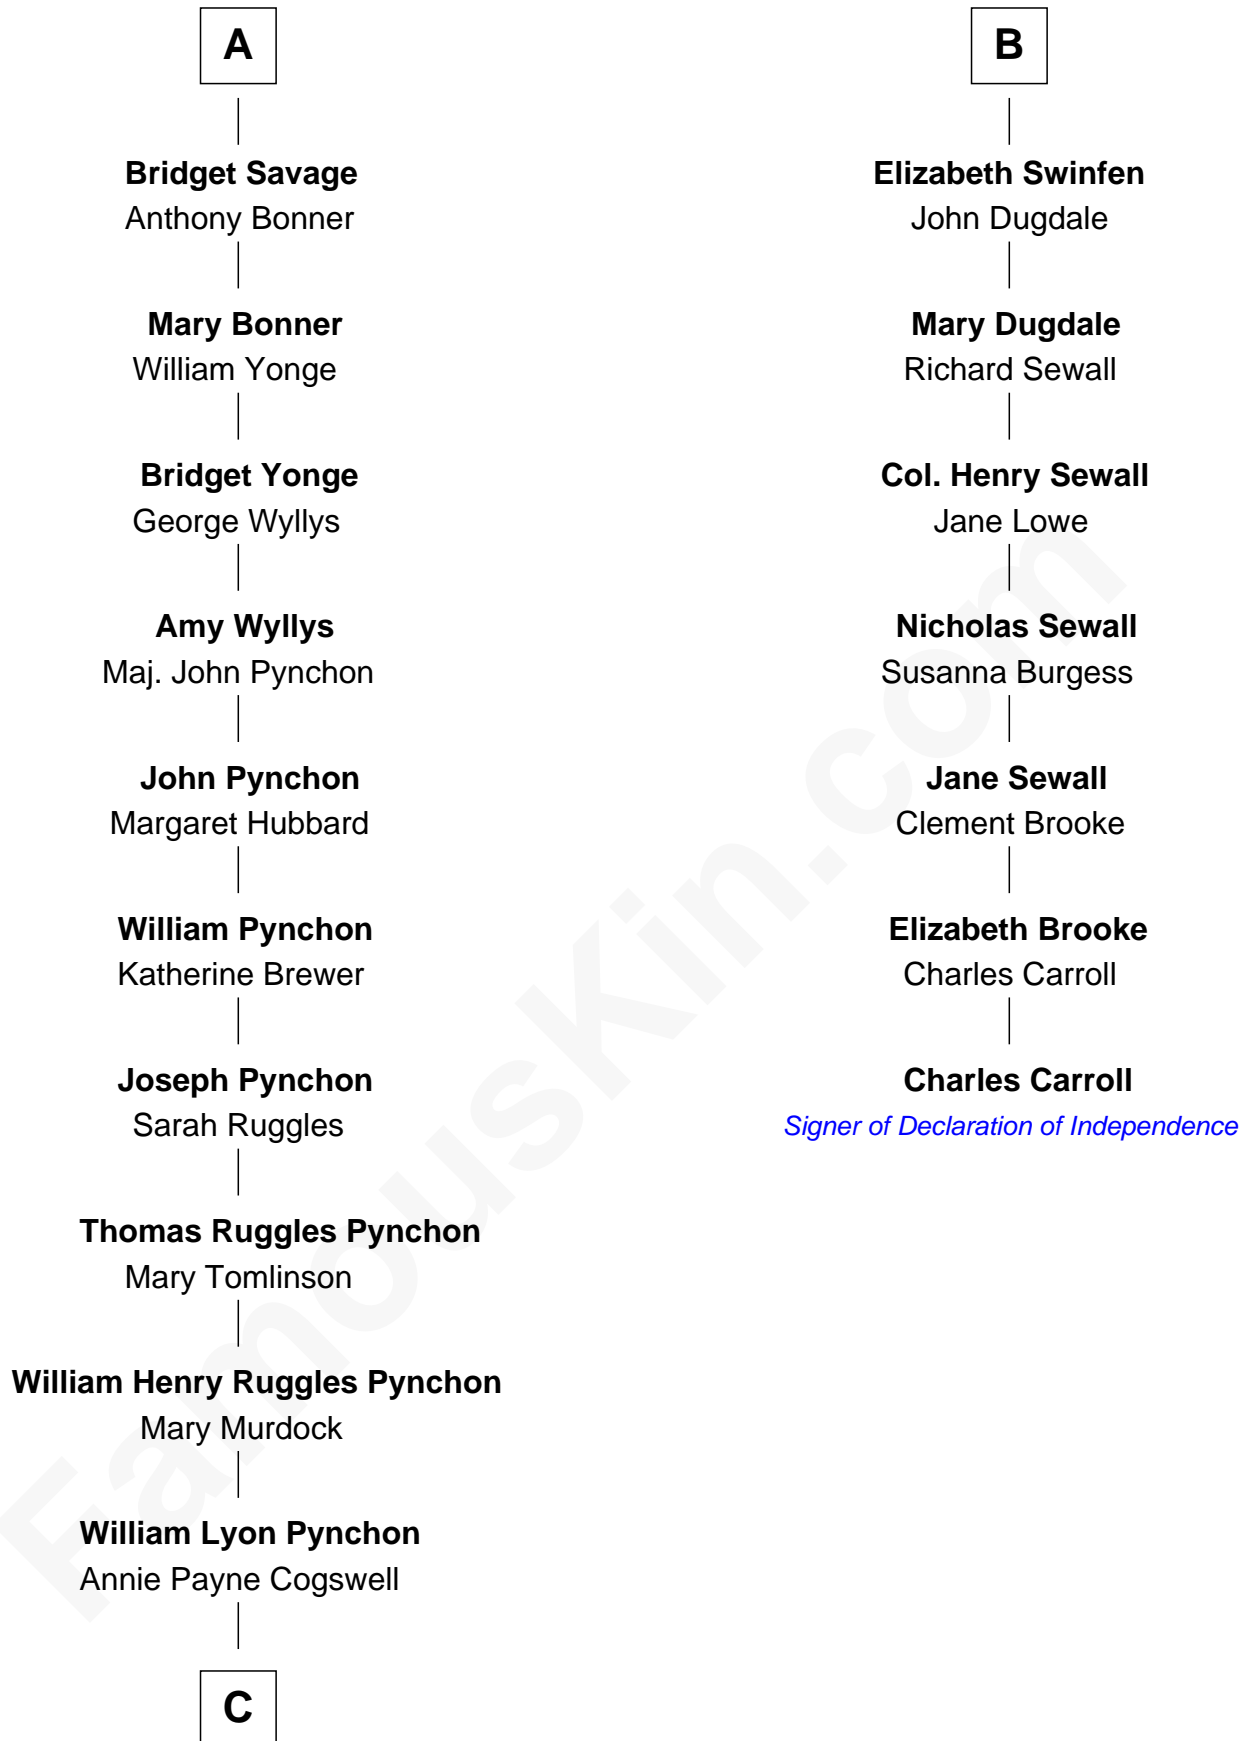 A
Bridget Savage
Anthony Bonner
Mary Bonner
William Yonge
Bridget Yonge
George Wyllys
Amy Wyllys
Maj. John Pynchon
John Pynchon
Margaret Hubbard
William Pynchon
Katherine Brewer
Joseph Pynchon
Sarah Ruggles
Thomas Ruggles Pynchon
Mary Tomlinson
William Henry Ruggles Pynchon
Mary Murdock
William Lyon Pynchon
Annie Payne Cogswell
C
B
Elizabeth Swinfen
John Dugdale
Mary Dugdale
Richard Sewall
Col. Henry Sewall
Jane Lowe
Nicholas Sewall
Susanna Burgess
Jane Sewall
Clement Brooke
Elizabeth Brooke
Charles Carroll
Charles Carroll
Signer of Declaration of Independence
FamousKin.com